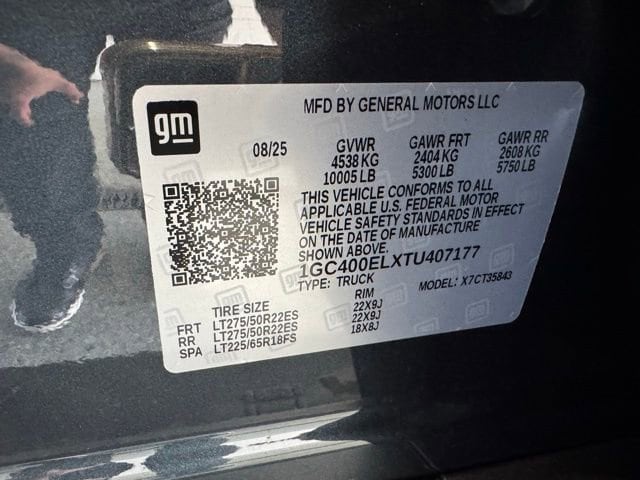 gm
MFD BY GENERAL MOTORS LLC
08/25
GVWR
4538 KG
10005 LB
GAWR FRT
2404 KG
5300 LB
GAWR RR
2608 KG
5750 LB
THIS VEHICLE CONFORMS TO ALL
APPLICABLE U.S. FEDERAL MOTOR
VEHICLE SAFETY STANDARDS IN EFFECT
ON THE DATE OF MANUFACTURE
SHOWN ABOVE.
1GC400ELXTU407177
TYPE: TRUCK
MODEL: X7CT35843
TIRE SIZE RIM
FRT LT275/50R22ES 22X9J
RR LT275/50R22ES 22X9J
SPA LT225/65R18FS 18X8J